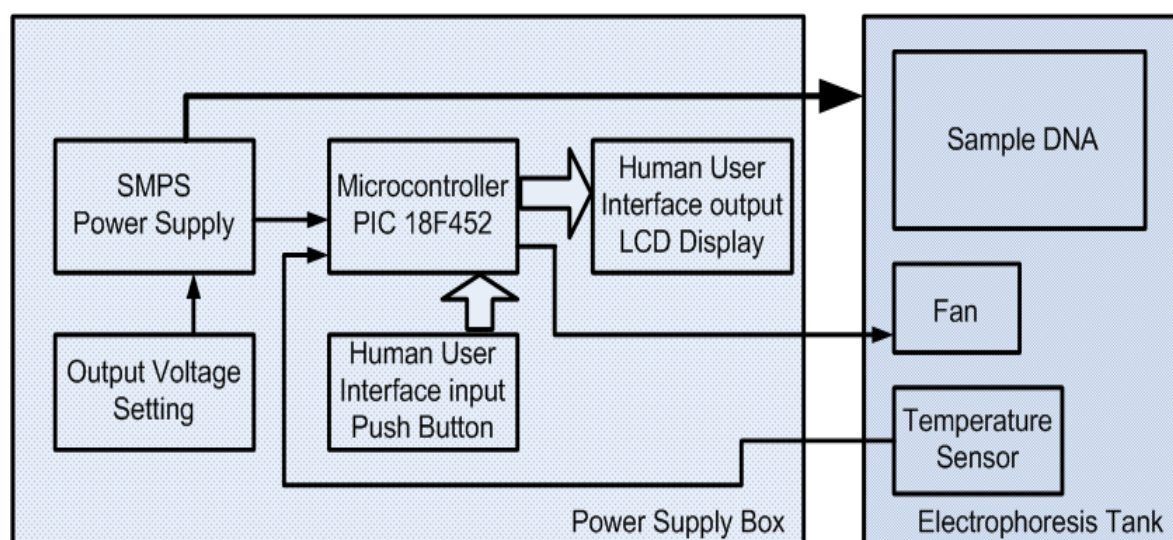 SMPS
Power Supply
Microcontroller
PIC 18F452
Human User
Interface output
LCD Display
Output Voltage
Setting
Human User
Interface input
Push Button
Power Supply Box
Sample DNA
Fan
Temperature
Sensor
Electrophoresis Tank